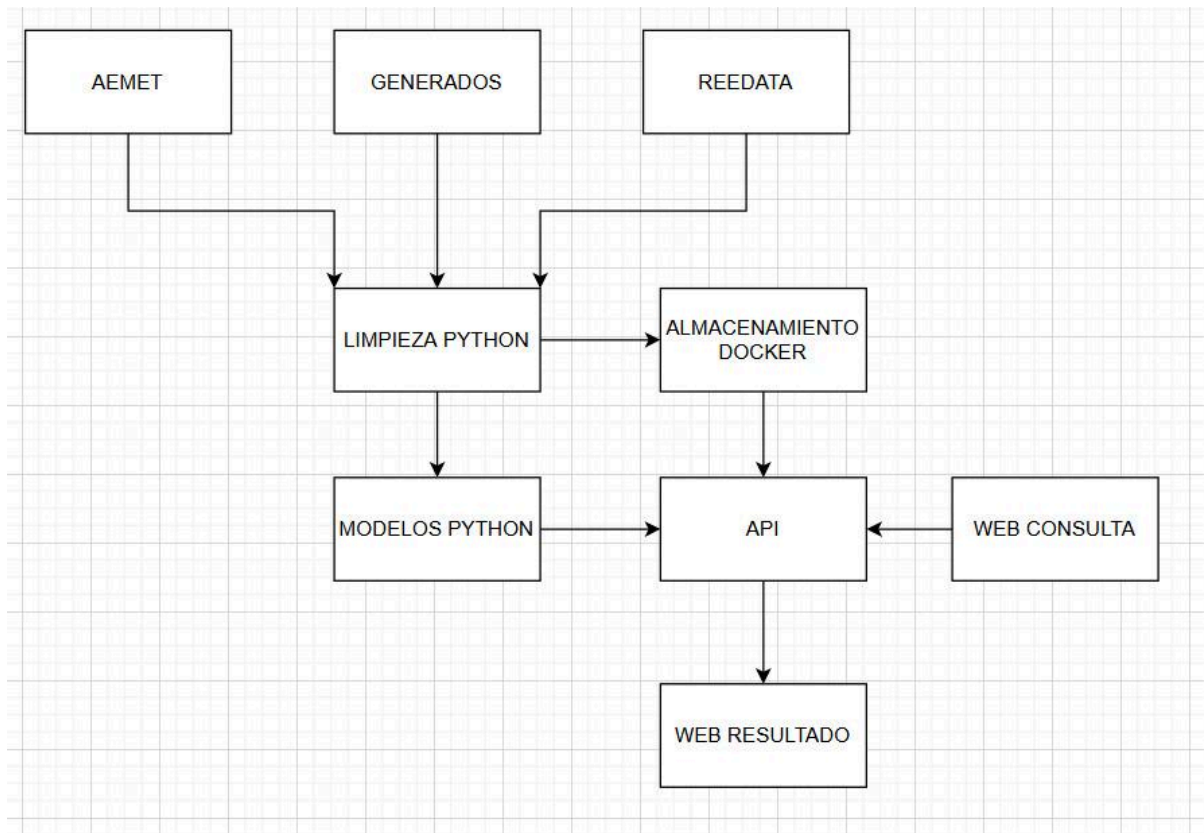 AEMET
GENERADOS
REEDATA
LIMPIEZA PYTHON
ALMACENAMIENTO
DOCKER
MODELOS PYTHON
API
WEB CONSULTA
WEB RESULTADO